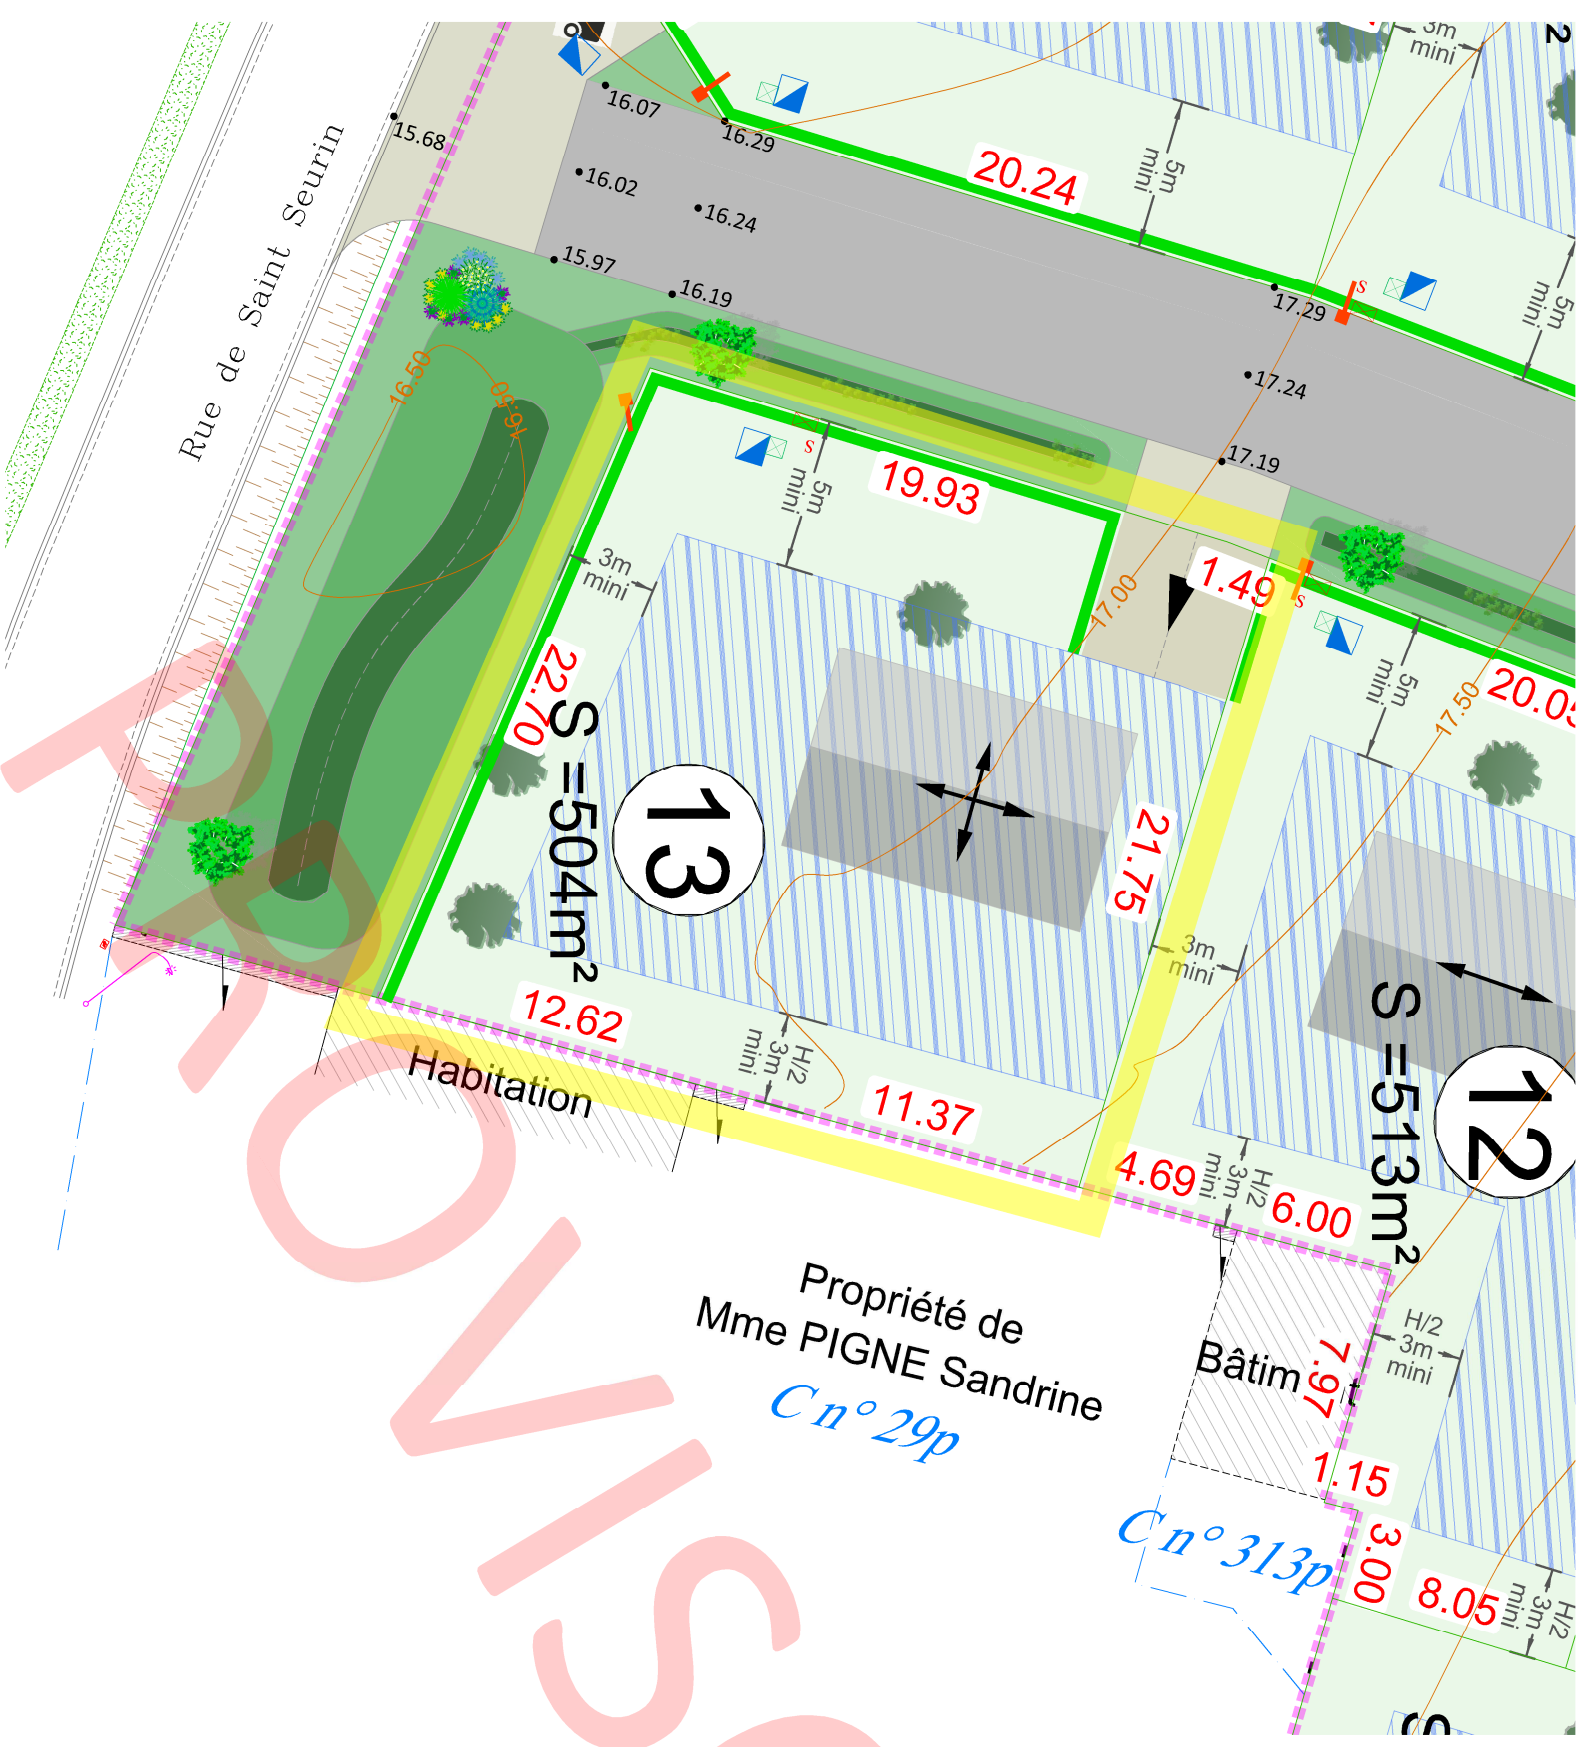 3m
mini
2
16.07
15.68
16.29
5m
mini
20.24
16.02
16.24
15.97
16.19
S
17.29
5m
mini
Rue de Saint Seurin
16.50
16.50
17.24
17.19
S
5m
mini
19.93
3m
mini
1.49
S
17.00
5m
mini
20.05
17.50
22.70
S =504m²
13
21.75
3m
mini
12.62
H/2
3m
mini
Habitation
11.37
S =513m²
12
4.69
H/2
3m
mini
6.00
Propriété de
Mme PIGNE Sandrine
C n° 29p
Bâtim t
7.97
H/2
3m
mini
1.15
C n° 313p
3.00
8.05
H/2
3m
mini
S
PROVISO